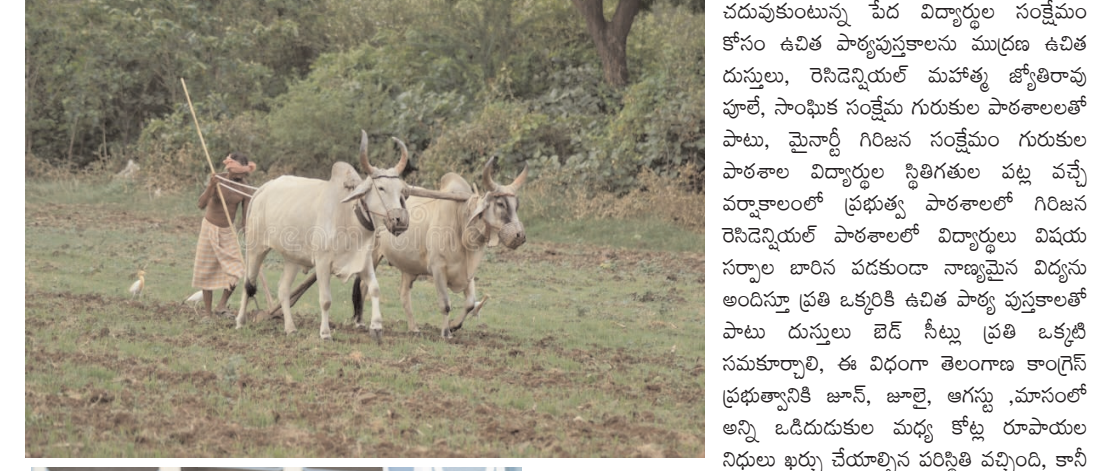 చదువుకుంటున్న పేద విద్యార్థుల సంక్షేమం
కోసం ఉచిత పాఠ్యపుస్తకాలను ముద్రణ ఉచిత
దుస్తులు, రెసిడెన్షియల్ మహాత్మ జ్యోతిరావు
పూలే, సాంఘిక సంక్షేమ గురుకుల పాఠశాలలతో
పాటు, మైనార్టీ గిరిజన సంక్షేమం గురుకుల
పాఠశాల విద్యార్థుల స్థితిగతుల పట్ల వచ్చే
వర్షాకాలంలో ప్రభుత్వ పాఠశాలలో గిరిజన
రెసిడెన్షియల్ పాఠశాలలో విద్యార్థులు విషయ
సర్పాల బారిన పడకుండా నాణ్యమైన విద్యను
అందిస్తూ ప్రతి ఒక్కరికి ఉచిత పాఠ్య పుస్తకాలతో
పాటు దుస్తులు బెడ్ సీట్లు ప్రతి ఒక్కటి
సమకూర్చాలి, ఈ విధంగా తెలంగాణ కాంగ్రెస్
ప్రభుత్వానికి జూన్, జూలై, ఆగస్టు ,మాసంలో
అన్ని ఒడిదుడుకుల మధ్య కోట్ల రూపాయల
నిధులు ఖర్చు చేయాల్సిన పరిస్థితి వచ్చింది. కానీ